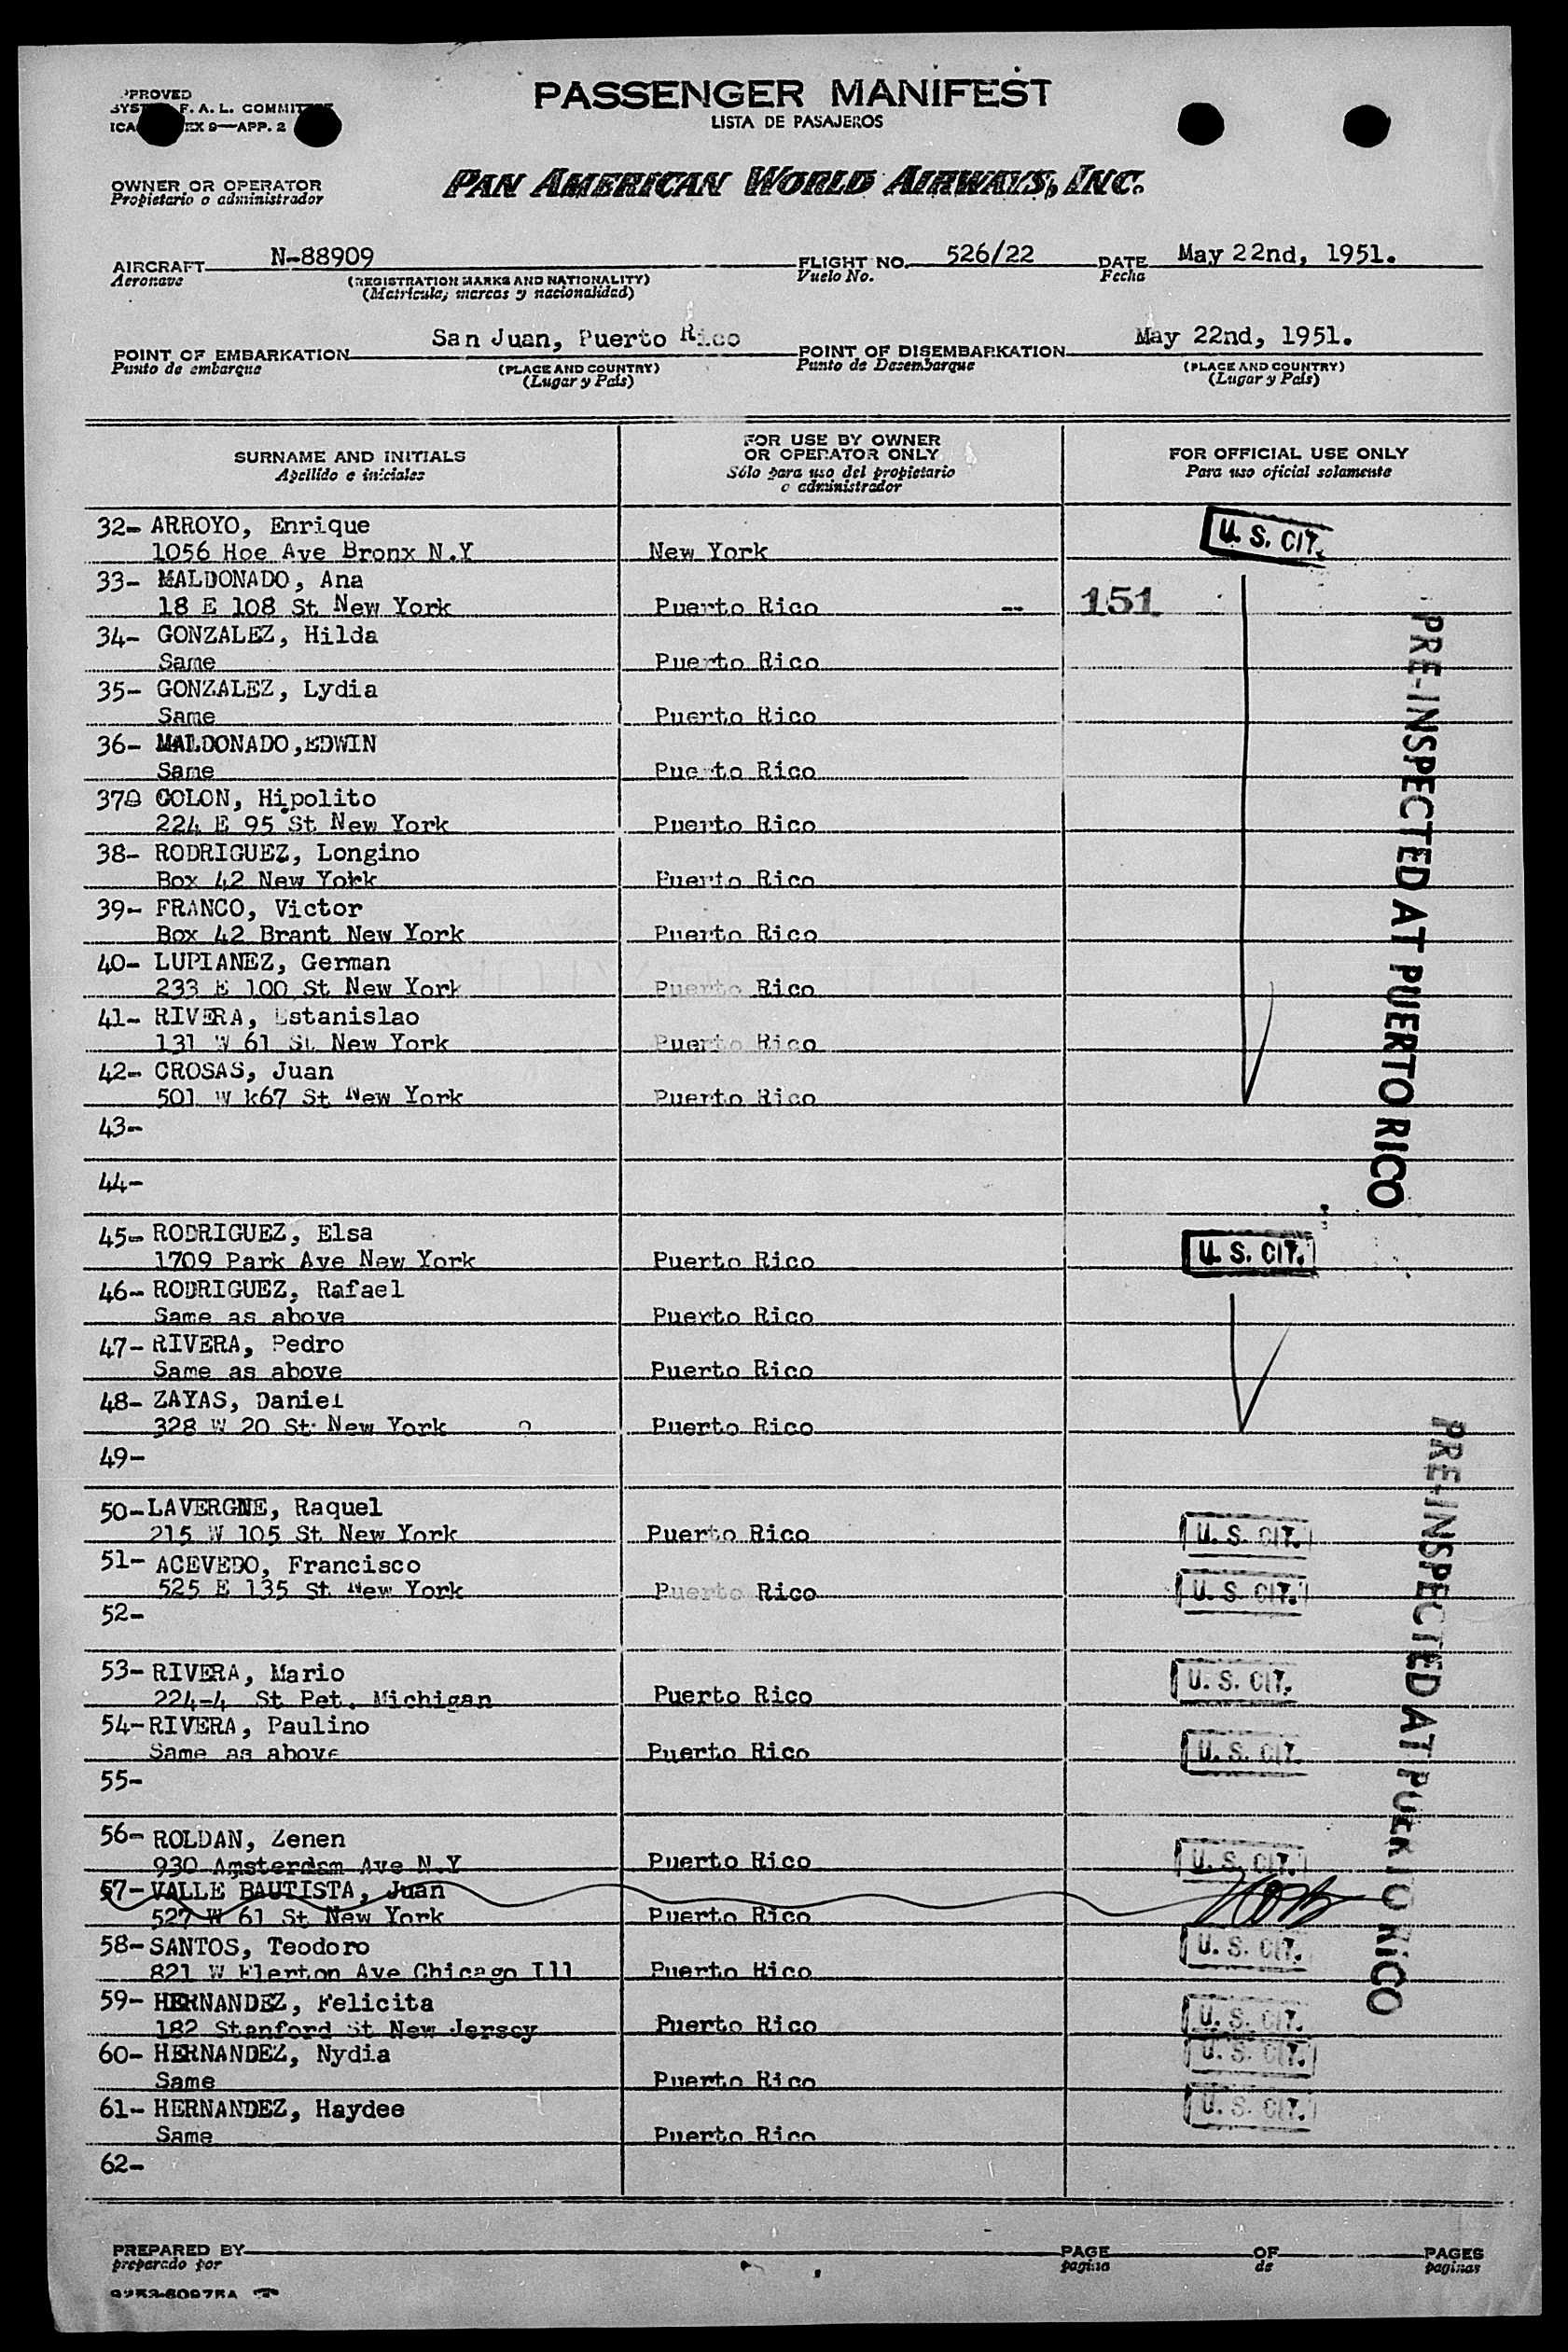 PASSENGER MANIFEST
LISTA DE PASAJEROS
PPROVED
F. A. L. COMMITTEE
9—APP. 2
OWNER OR OPERATOR
Propietario o administrador
PAN AMERICAN WORLD AIRWAYS, INC.
AIRCRAFT N-88909 FLIGHT NO. 526/22 DATE May 22nd, 1951.
Aeronave (REGISTRATION MARKS AND NATIONALITY) Vuelo No. Fecha
(Matricula, marcas y nacionalidad)
POINT OF EMBARKATION San Juan, Puerto Rico POINT OF DISEMBARKATION May 22nd, 1951.
Punto de embarque (PLACE AND COUNTRY) Punto de Desembarque (PLACE AND COUNTRY)
(Lugar y País) (Lugar y País)
SURNAME AND INITIALS
Apellido e iniciales
FOR USE BY OWNER
OR OPERATOR ONLY
Sólo para uso del propietario
o administrador
FOR OFFICIAL USE ONLY
Para uso oficial solamente
32- ARROYO, Enrique U. S. CIT.
1056 Hoe Ave Bronx N.Y New York
33- MALDONADO, Ana
18 E 108 St New York Puerto Rico -- 151
34- GONZALEZ, Hilda
Same Puerto Rico
35- GONZALEZ, Lydia
Same Puerto Rico
36- MALDONADO,EDWIN
Same Puerto Rico
37 COLON, Hipolito
224 E 95 St New York Puerto Rico
38- RODRIGUEZ, Longino
Box 42 New Yokk Puerto Rico
39- FRANCO, Victor
Box 42 Brant New York Puerto Rico
40- LUPIANEZ, German
233 E 100 St New York Puerto Rico
41- RIVERA, Estanislao
131 W 61 St New York Puerto Rico
42- CROSAS, Juan
501 W k67 St New York Puerto Rico
PRE-INSPECTED AT PUERTO RICO
43-
44-
45- RODRIGUEZ, Elsa U. S. CIT.
1709 Park Ave New York Puerto Rico
46- RODRIGUEZ, Rafael
Same as above Puerto Rico
47- RIVERA, Pedro
Same as above Puerto Rico
48- ZAYAS, Daniel
328 W 20 St New York Puerto Rico
49-
50- LAVERGNE, Raquel
215 W 105 St New York Puerto Rico U. S. CIT.
51- ACEVEDO, Francisco
525 E 135 St New York Puerto Rico U. S. CIT.
52-
53- RIVERA, Mario U. S. CIT.
224-4 St Pet. Michigan Puerto Rico
54- RIVERA, Paulino
Same as above Puerto Rico U. S. CIT.
55-
56- ROLDAN, Zenen
930 Amsterdam Ave N.Y Puerto Rico U. S. CIT.
57- VALLE BAUTISTA, Juan
527 W 61 St New York Puerto Rico
58- SANTOS, Teodoro U. S. CIT.
821 W Flerton Ave Chicago Ill Puerto Rico
59- HERNANDEZ, Felicita
182 Stanford St New Jersey Puerto Rico U. S. CIT.
60- HERNANDEZ, Nydia U. S. CIT.
Same Puerto Rico
61- HERNANDEZ, Haydee U. S. CIT.
Same Puerto Rico
62-
PRE-INSPECTED AT PUERTO RICO
PREPARED BY PAGE OF PAGES
preparado por pagina de paginas